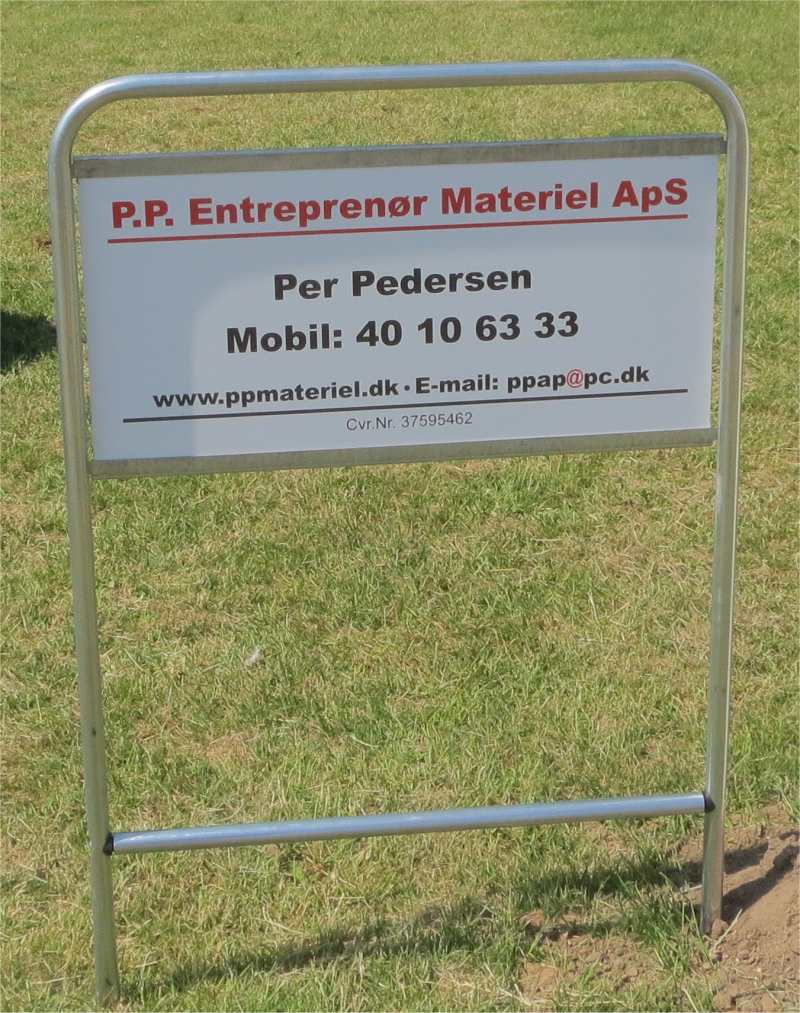 P.P. Entreprenør Materiel ApS
Per Pedersen
Mobil: 40 10 63 33
www.ppmateriel.dk • E-mail: ppap@pc.dk
Cvr.Nr. 37595462